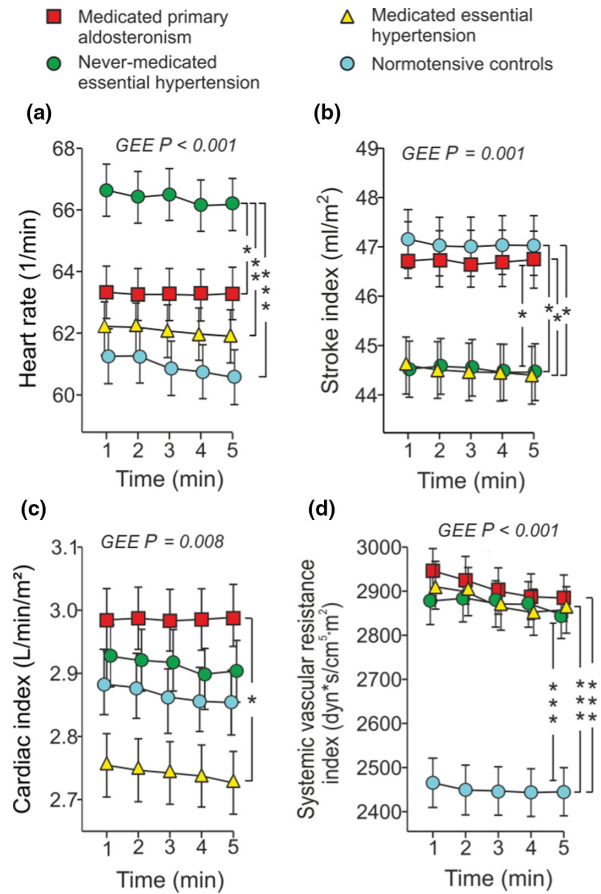 Medicated primary
aldosteronism
Never-medicated
essential hypertension
Medicated essential
hypertension
Normotensive controls
(a)
GEE P < 0.001
Heart rate (1/min)
68
66
64
62
60
*
**
***
1 2 3 4 5
Time (min)
(b)
GEE P = 0.001
Stroke index (ml/m²)
49
48
47
46
45
44
*
*
*
*
1 2 3 4 5
Time (min)
(c)
GEE P = 0.008
Cardiac index (L/min/m²)
3.1
3.0
2.9
2.8
2.7
*
1 2 3 4 5
Time (min)
(d)
GEE P < 0.001
Systemic vascular resistance
index (dyn*s/cm⁵·m²)
3000
2900
2800
2700
2600
2500
2400
***
***
***
1 2 3 4 5
Time (min)